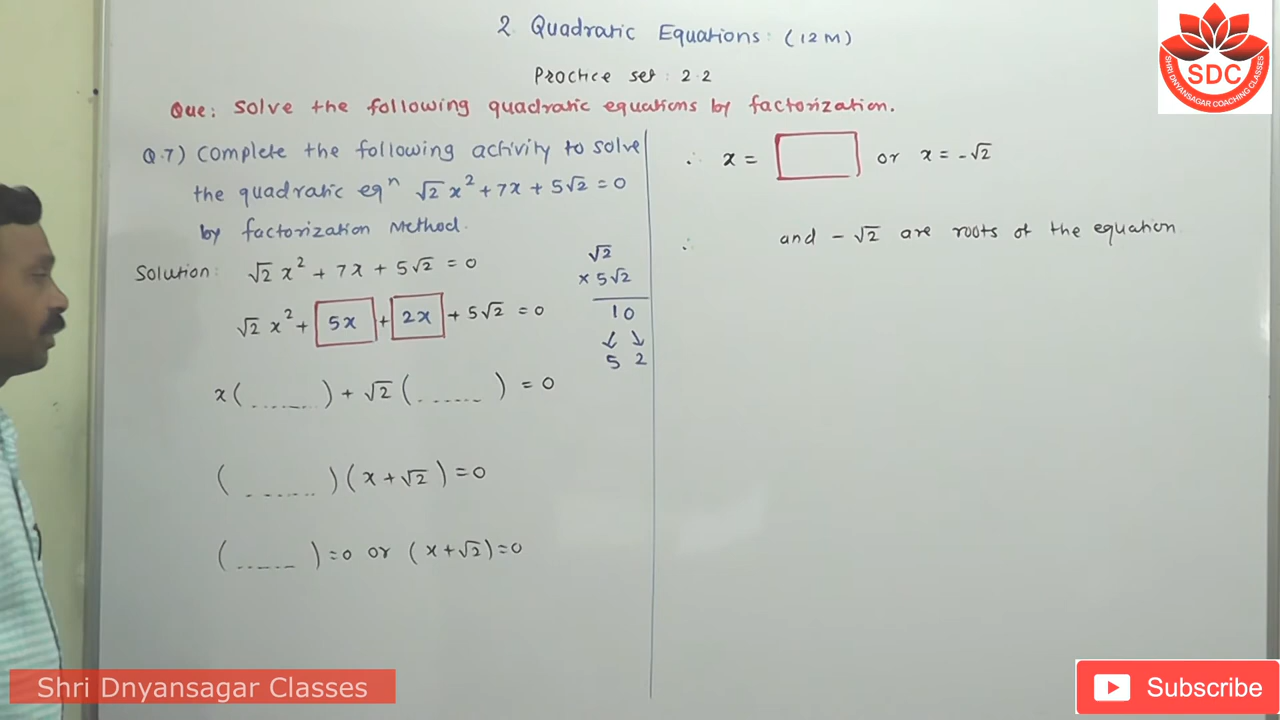 2 Quadratic Equations : (12M)
Practice set : 2.2
Que: Solve the following quadratic equations by factorization.
Q.7) Complete the following activity to solve
the quadratic eqⁿ √2 x² + 7x + 5√2 = 0
by factorization Method.
Solution: √2 x² + 7x + 5√2 = 0
√2 x² + 5x + 2x + 5√2 = 0
x( ....... ) + √2 ( ...... ) = 0
( ....... ) (x + √2) = 0
( ..... ) = 0 or (x + √2) = 0
√2
× 5√2
10
↙ ↘
5 2
∴ x = or x = -√2
∴ and - √2 are roots of the equation
SDC
SHRI DNYANSAGAR COACHING CLASSES
Shri Dnyansagar Classes
Subscribe